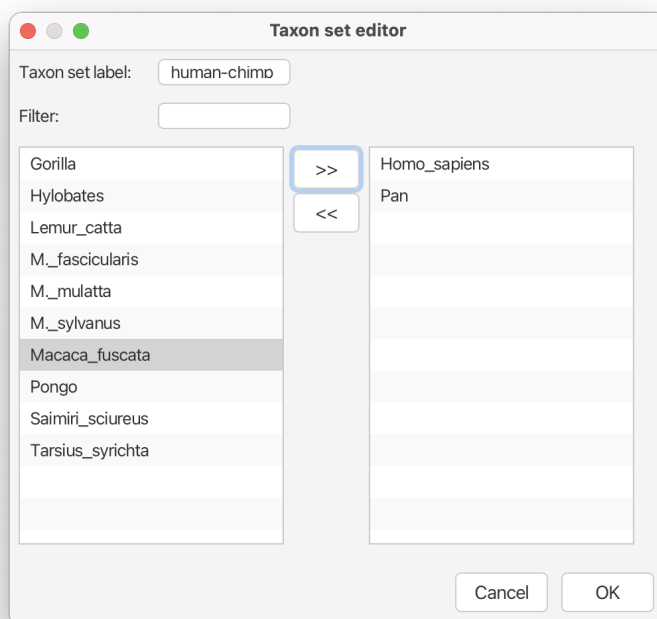 Taxon set editor
Taxon set label: human-chimp
Filter:
Gorilla
Hylobates
Lemur_catta
M._fascicularis
M._mulatta
M._sylvanus
Macaca_fuscata
Pongo
Saimiri_sciureus
Tarsius_syrichta
>>
<<
Homo_sapiens
Pan
Cancel OK